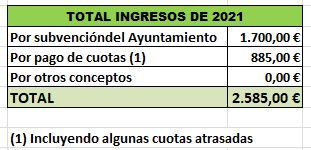 TOTAL INGRESOS DE 2021
Por subvencióndel Ayuntamiento 1.700,00 €
Por pago de cuotas (1) 885,00 €
Por otros conceptos 0,00 €
TOTAL 2.585,00 €
(1) Incluyendo algunas cuotas atrasadas